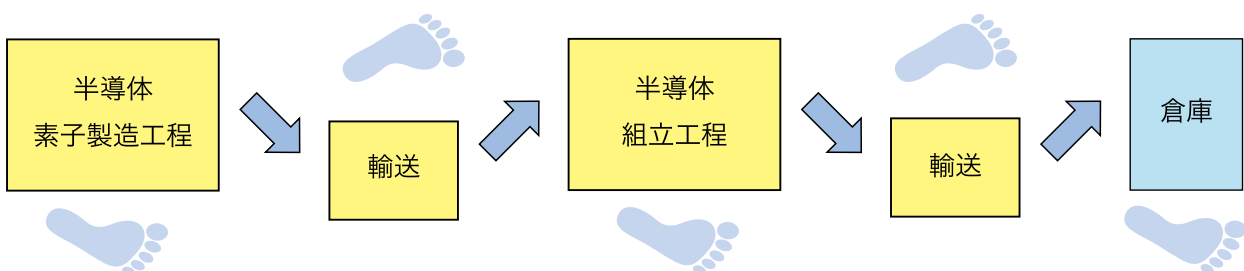 半導体
素子製造工程
輸送
半導体
組立工程
輸送
倉庫